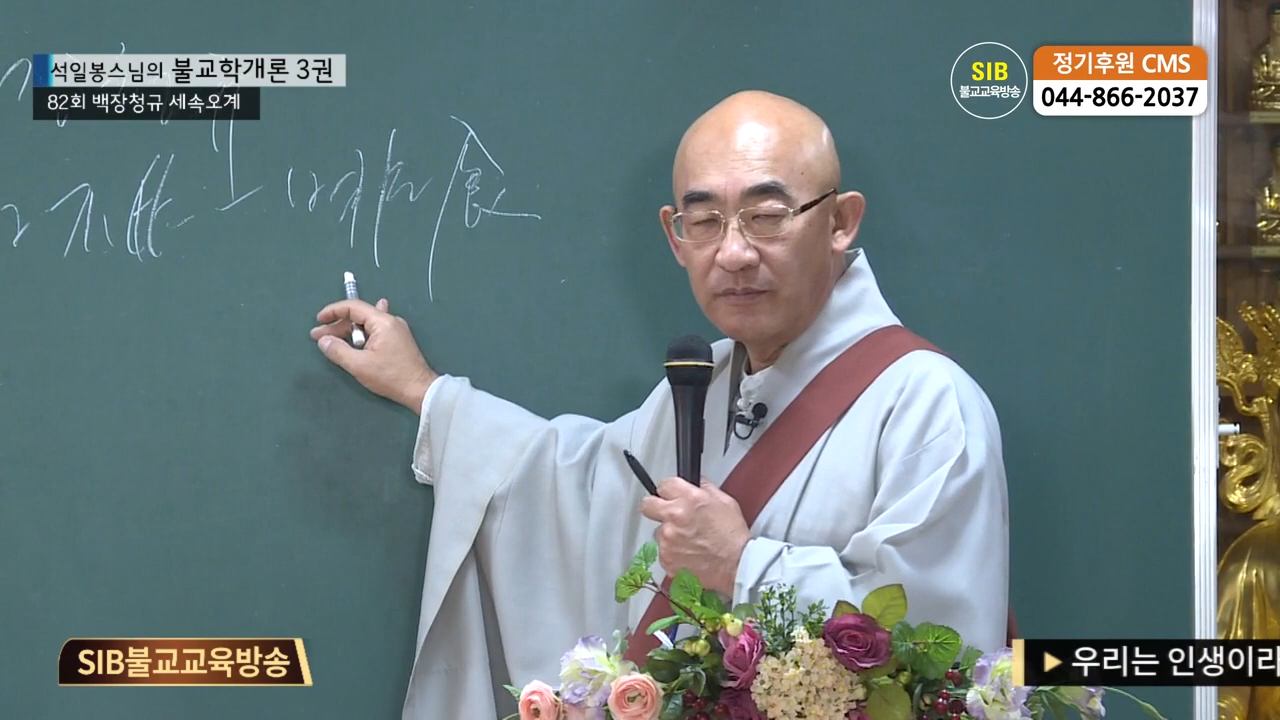 석일봉스님의 불교학개론 3권
82회 백장청규 세속오계
SIB
불교교육방송
정기후원 CMS
044-866-2037
食
SIB불교교육방송
▶ 우리는 인생이라